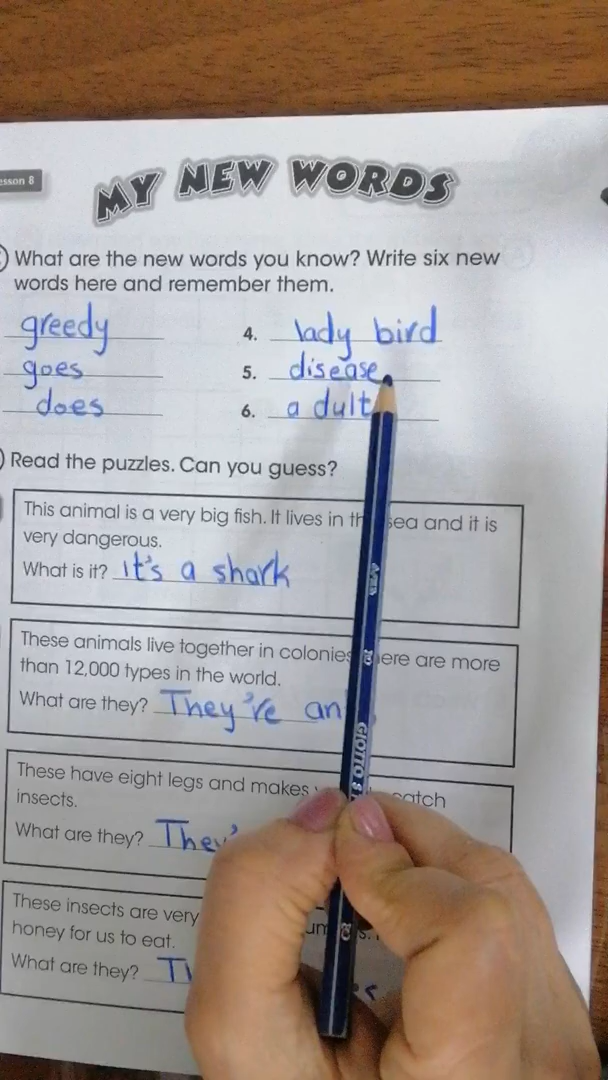 esson 8
MY NEW WORDS
What are the new words you know? Write six new
words here and remember them.
greedy
goes
does
4. lady bird
5. disease
6. adult
Read the puzzles. Can you guess?
This animal is a very big fish. It lives in sea and it is
very dangerous.
What is it? it's a shark
These animals live together in colonies are more
than 12,000 types in the world.
What are they? They're
These have eight legs and makes catch
insects.
What are they?
These insects are very
honey for us to eat.
What are they?
GIOTTO